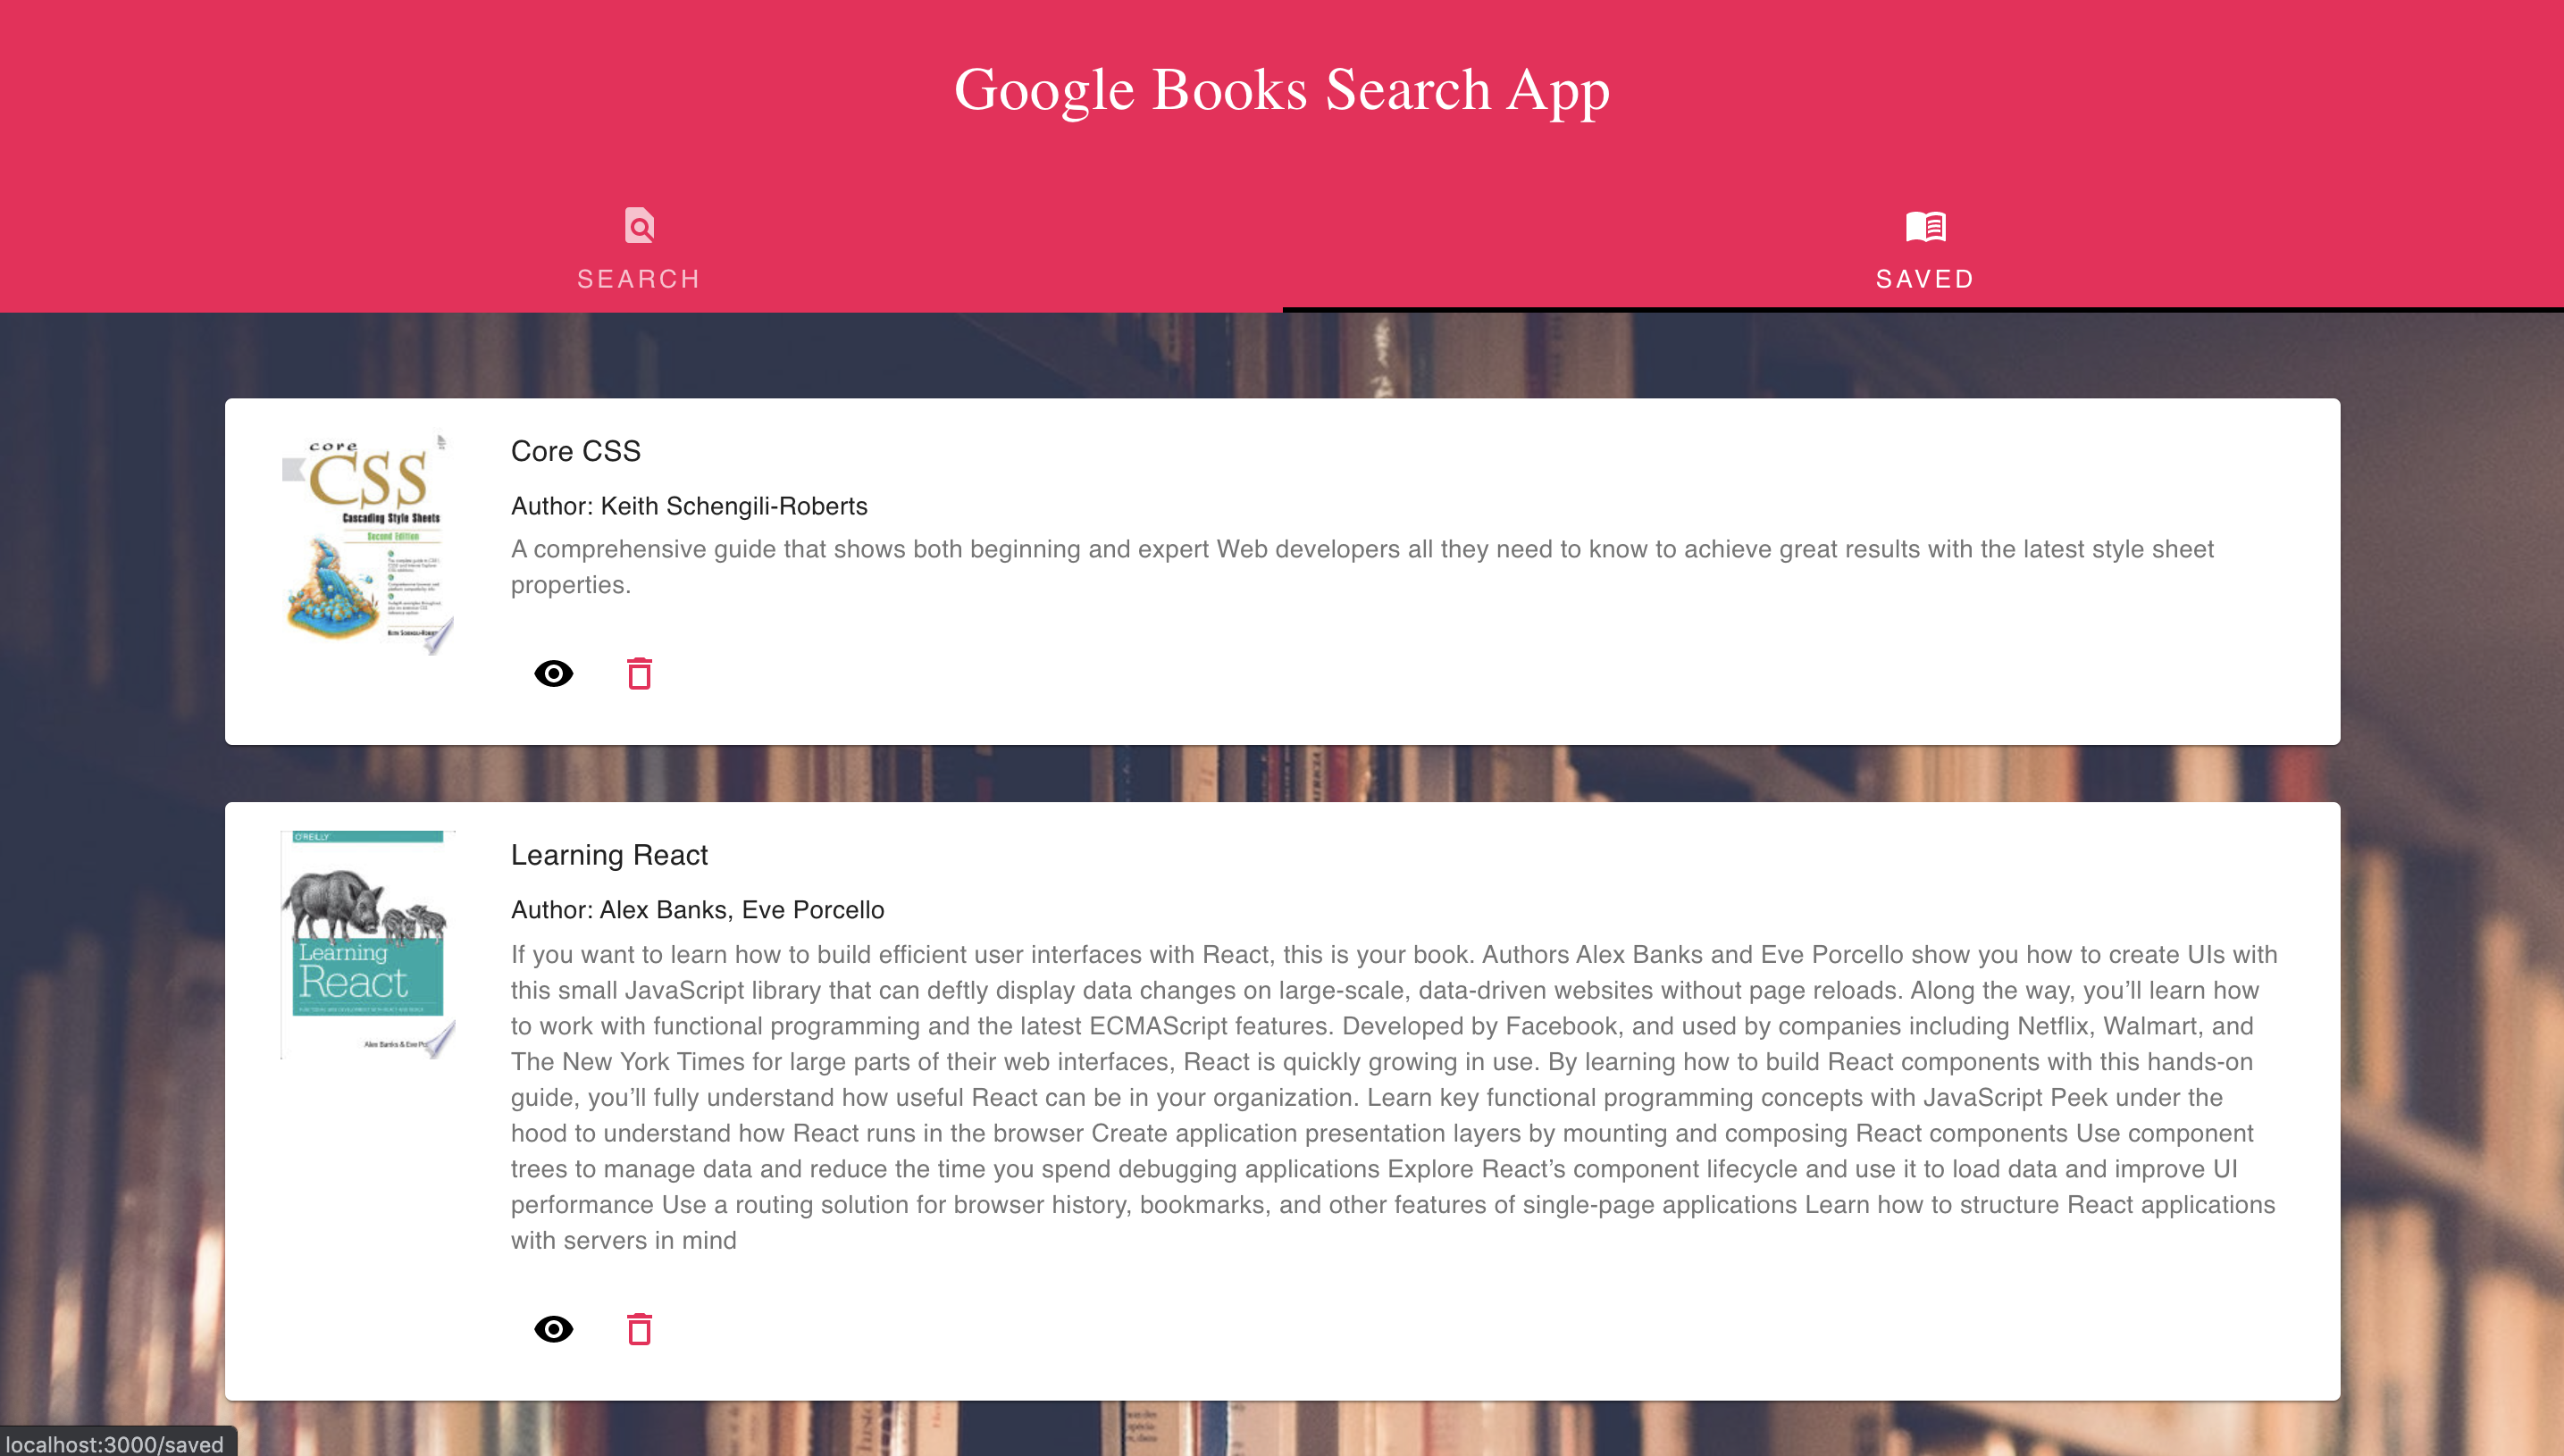 Google Books Search App
SEARCH
SAVED
core
CSS
Cascading Style Sheets
Second Edition
Core CSS
Author: Keith Schengili-Roberts
A comprehensive guide that shows both beginning and expert Web developers all they need to know to achieve great results with the latest style sheet
properties.
O'REILLY
Learning
React
Alex Banks & Eve
Learning React
Author: Alex Banks, Eve Porcello
If you want to learn how to build efficient user interfaces with React, this is your book. Authors Alex Banks and Eve Porcello show you how to create UIs with
this small JavaScript library that can deftly display data changes on large-scale, data-driven websites without page reloads. Along the way, you’ll learn how
to work with functional programming and the latest ECMAScript features. Developed by Facebook, and used by companies including Netflix, Walmart, and
The New York Times for large parts of their web interfaces, React is quickly growing in use. By learning how to build React components with this hands-on
guide, you’ll fully understand how useful React can be in your organization. Learn key functional programming concepts with JavaScript Peek under the
hood to understand how React runs in the browser Create application presentation layers by mounting and composing React components Use component
trees to manage data and reduce the time you spend debugging applications Explore React’s component lifecycle and use it to load data and improve UI
performance Use a routing solution for browser history, bookmarks, and other features of single-page applications Learn how to structure React applications
with servers in mind
localhost:3000/saved